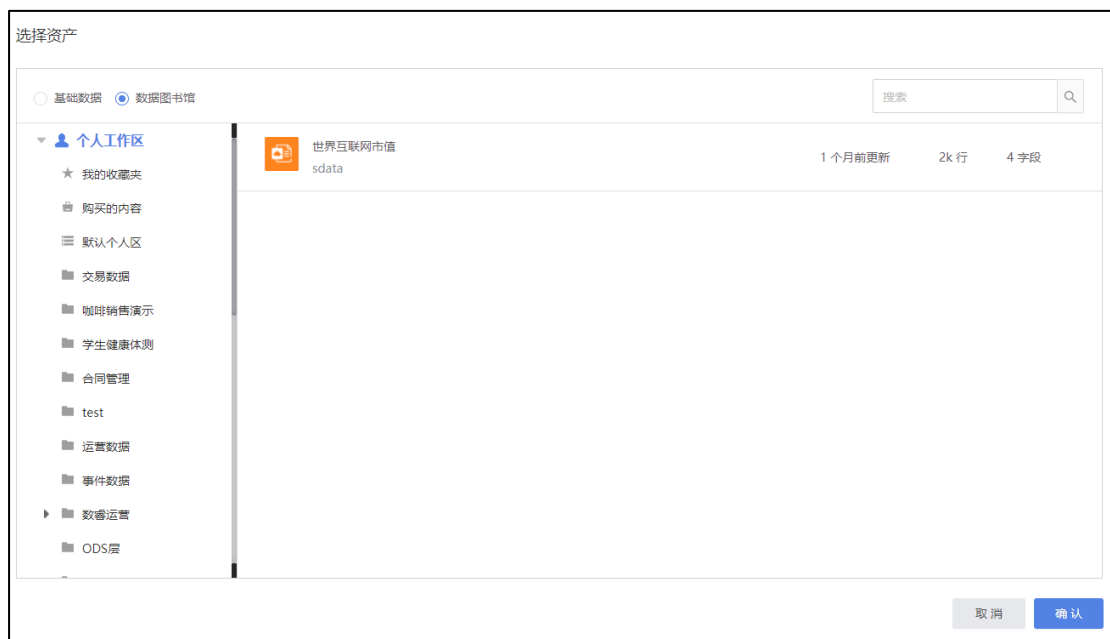 选择资产
基础数据 数据图书馆 搜索
个人工作区
我的收藏夹
购买的内容
默认个人区
交易数据
咖啡销售演示
学生健康体测
合同管理
test
运营数据
事件数据
数睿运营
ODS层
世界互联网市值
sdata
1 个月前更新 2k 行 4 字段
取消 确认